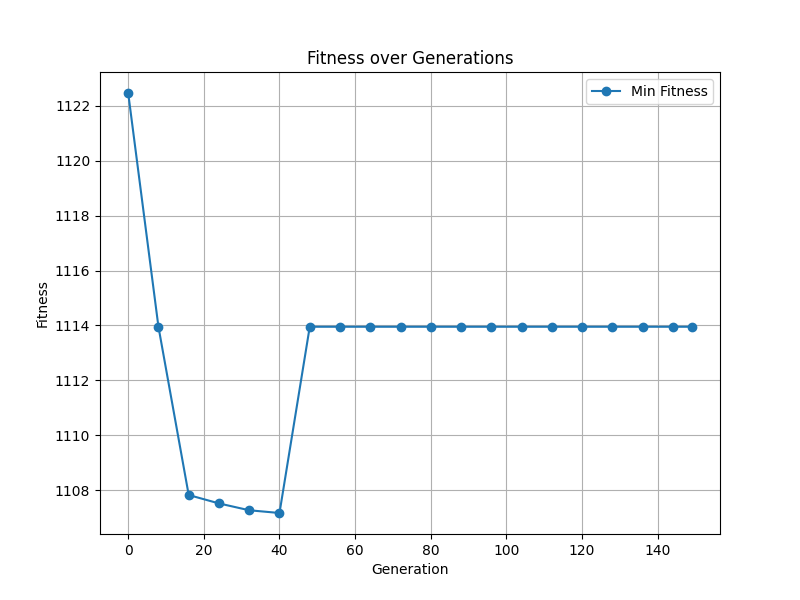 Fitness over Generations
Min Fitness
1122
1120
1118
1116
1114
1112
1110
1108
Fitness
0 20 40 60 80 100 120 140
Generation